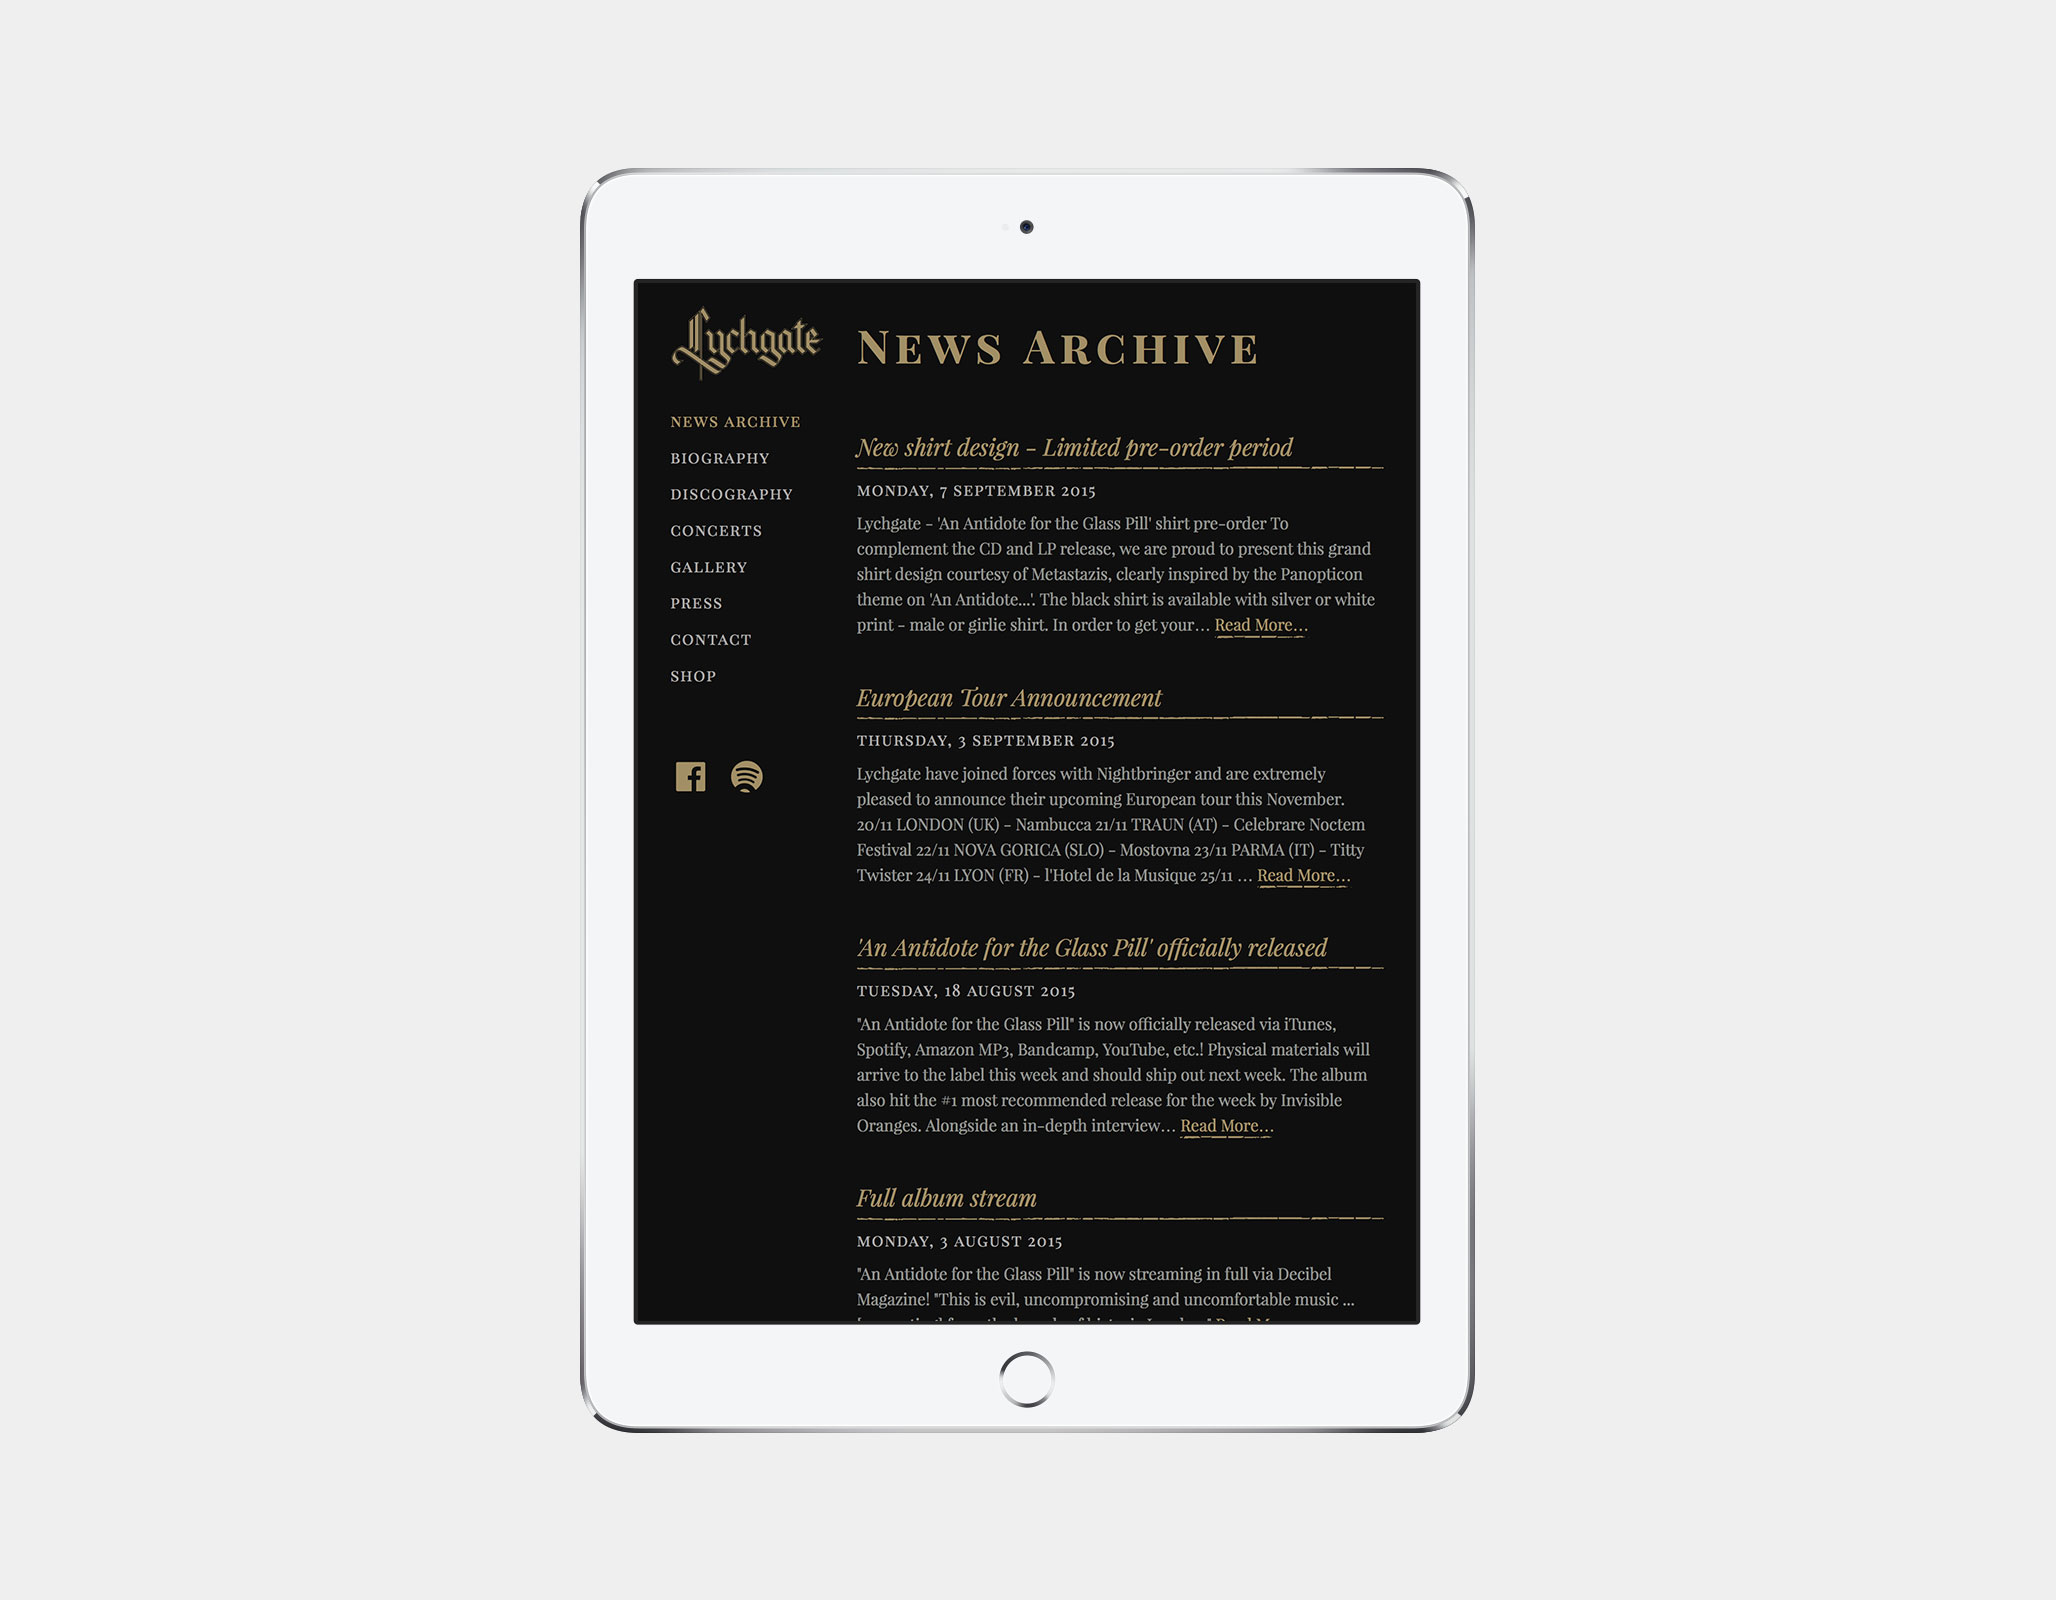 Lychgate
NEWS ARCHIVE
NEWS ARCHIVE
BIOGRAPHY
DISCOGRAPHY
CONCERTS
GALLERY
PRESS
CONTACT
SHOP
New shirt design - Limited pre-order period
MONDAY, 7 SEPTEMBER 2015
Lychgate - 'An Antidote for the Glass Pill' shirt pre-order To
complement the CD and LP release, we are proud to present this grand
shirt design courtesy of Metastazis, clearly inspired by the Panopticon
theme on 'An Antidote...'. The black shirt is available with silver or white
print - male or girlie shirt. In order to get your... Read More...
European Tour Announcement
THURSDAY, 3 SEPTEMBER 2015
Lychgate have joined forces with Nightbringer and are extremely
pleased to announce their upcoming European tour this November.
20/11 LONDON (UK) - Nambucca 21/11 TRAUN (AT) - Celebrare Noctem
Festival 22/11 NOVA GORICA (SLO) - Mostovna 23/11 PARMA (IT) - Titty
Twister 24/11 LYON (FR) - l'Hotel de la Musique 25/11 ... Read More...
'An Antidote for the Glass Pill' officially released
TUESDAY, 18 AUGUST 2015
"An Antidote for the Glass Pill" is now officially released via iTunes,
Spotify, Amazon MP3, Bandcamp, YouTube, etc.! Physical materials will
arrive to the label this week and should ship out next week. The album
also hit the #1 most recommended release for the week by Invisible
Oranges. Alongside an in-depth interview... Read More...
Full album stream
MONDAY, 3 AUGUST 2015
"An Antidote for the Glass Pill" is now streaming in full via Decibel
Magazine! "This is evil, uncompromising and uncomfortable music ...